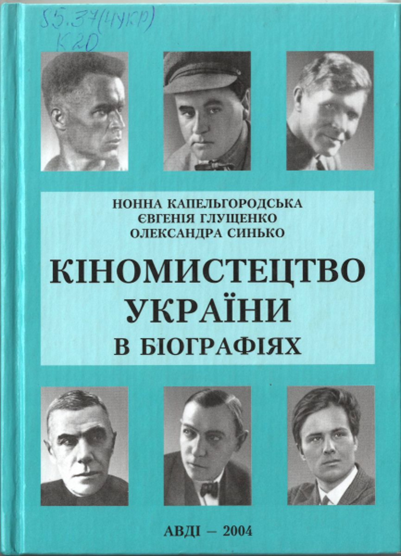 85.37(4УКР)
К20
НОННА КАПЕЛЬГОРОДСЬКА
ЄВГЕНІЯ ГЛУЩЕНКО
ОЛЕКСАНДРА СИНЬКО
КІНОМИСТЕЦТВО
УКРАЇНИ
В БІОГРАФІЯХ
АВДІ – 2004